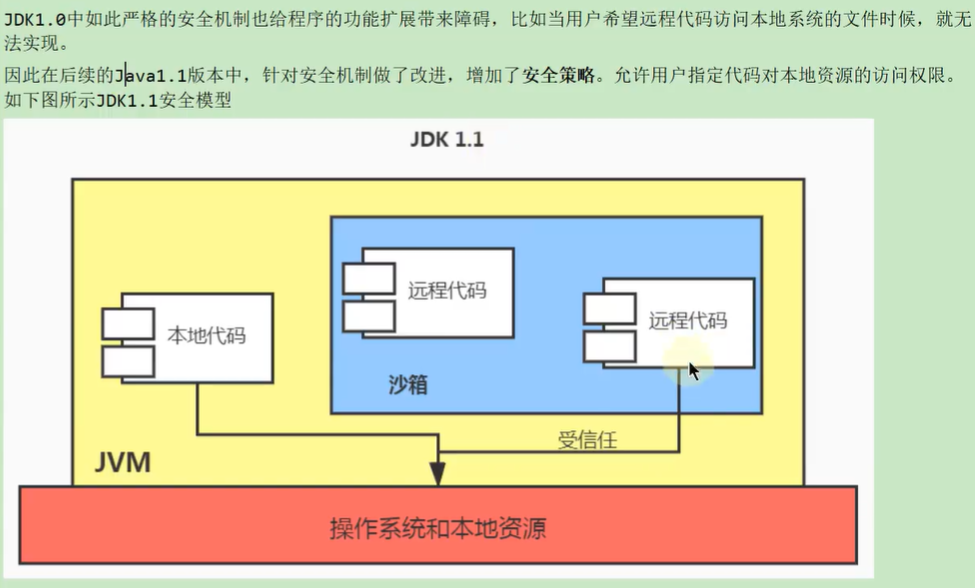 JDK1.0中如此严格的安全机制也给程序的功能扩展带来障碍，比如当用户希望远程代码访问本地系统的文件时候，就无
法实现。
因此在后续的Java1.1版本中，针对安全机制做了改进，增加了安全策略。允许用户指定代码对本地资源的访问权限。
如下图所示JDK1.1安全模型
JDK 1.1
远程代码
远程代码
本地代码
沙箱
受信任
JVM
操作系统和本地资源